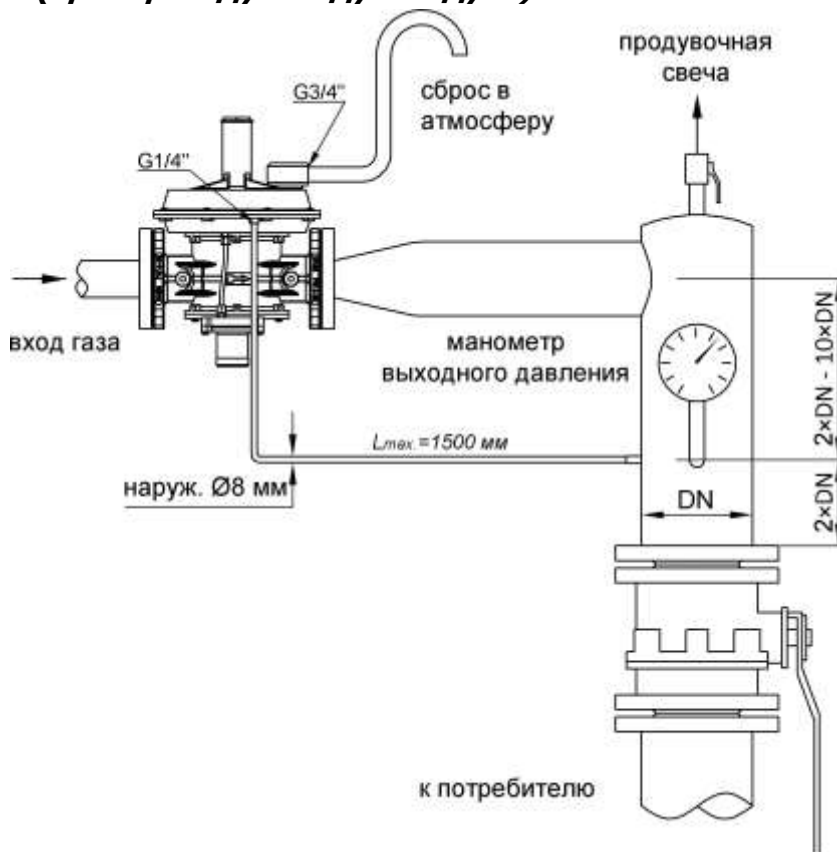 продувочная
свеча
G3/4"
сброс в
атмосферу
G1/4"
вход газа
манометр
выходного давления
2×DN - 10×DN
Lmax.=1500 мм
наруж. Ø8 мм
DN
2×DN
к потребителю